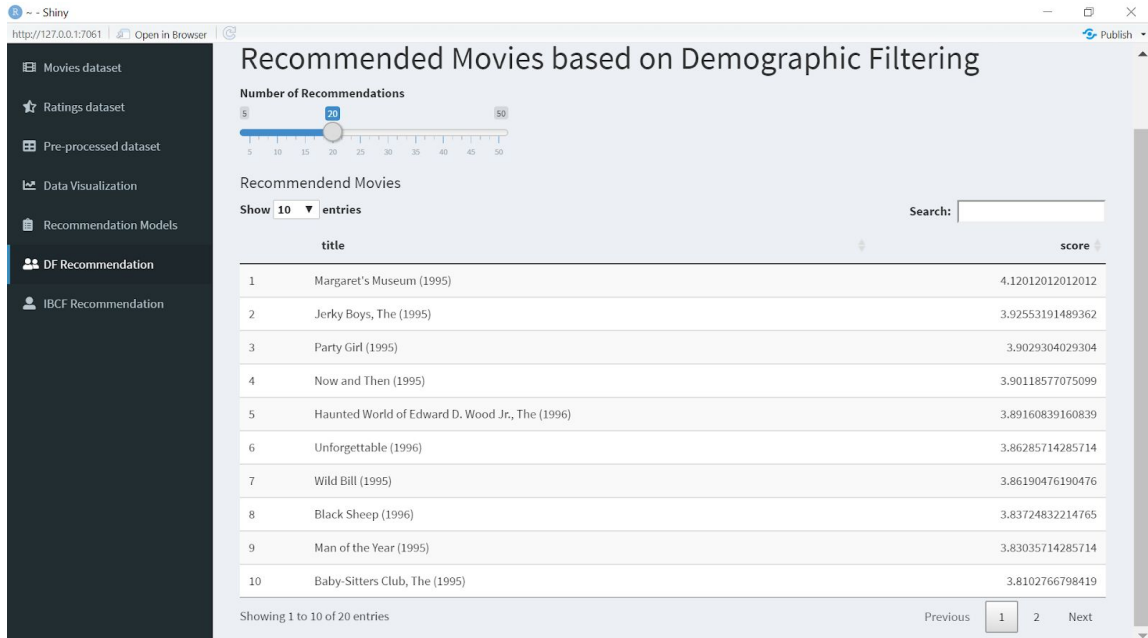 R ~ - Shiny
http://127.0.0.1:7061 Open in Browser Publish
Movies dataset
Ratings dataset
Pre-processed dataset
Data Visualization
Recommendation Models
DF Recommendation
IBCF Recommendation
Recommended Movies based on Demographic Filtering
Number of Recommendations
5 20 50
5 10 15 20 25 30 35 40 45 50
Recommendend Movies
Show 10 entries Search:
title score
1 Margaret's Museum (1995) 4.12012012012012
2 Jerky Boys, The (1995) 3.92553191489362
3 Party Girl (1995) 3.9029304029304
4 Now and Then (1995) 3.90118577075099
5 Haunted World of Edward D. Wood Jr., The (1996) 3.89160839160839
6 Unforgettable (1996) 3.86285714285714
7 Wild Bill (1995) 3.86190476190476
8 Black Sheep (1996) 3.83724832214765
9 Man of the Year (1995) 3.83035714285714
10 Baby-Sitters Club, The (1995) 3.8102766798419
Showing 1 to 10 of 20 entries Previous 1 2 Next